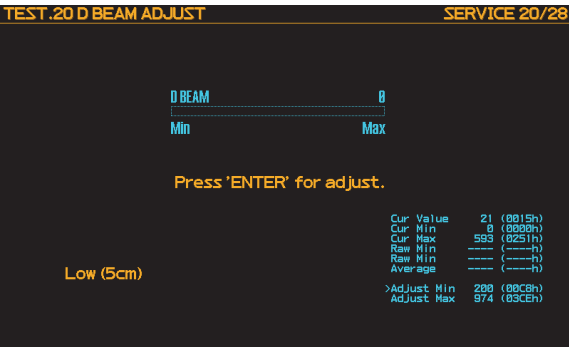 TEST.20 D BEAM ADJUST SERVICE 20/28
D BEAM 0
Min Max
Press 'ENTER' for adjust.
Cur Value 21 (0015h)
Cur Min 0 (0000h)
Cur Max 593 (0251h)
Raw Min ---- (----h)
Raw Min ---- (----h)
Average ---- (----h)
Low (5cm)
>Adjust Min 200 (00C8h)
Adjust Max 974 (03CEh)